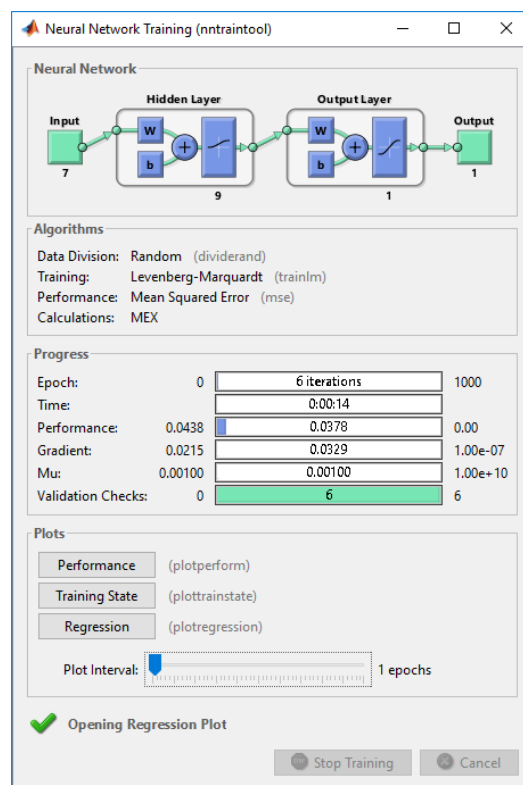 Neural Network Training (nntraintool)
Neural Network
Hidden Layer Output Layer
Input Output
W W
b b
+ +
7 9 1 1
Algorithms
Data Division: Random (dividerand)
Training: Levenberg-Marquardt (trainlm)
Performance: Mean Squared Error (mse)
Calculations: MEX
Progress
Epoch: 0 6 iterations 1000
Time: 0:00:14
Performance: 0.0438 0.0378 0.00
Gradient: 0.0215 0.0329 1.00e-07
Mu: 0.00100 0.00100 1.00e+10
Validation Checks: 0 6 6
Plots
Performance (plotperform)
Training State (plottrainstate)
Regression (plotregression)
Plot Interval: 1 epochs
Opening Regression Plot
Stop Training Cancel